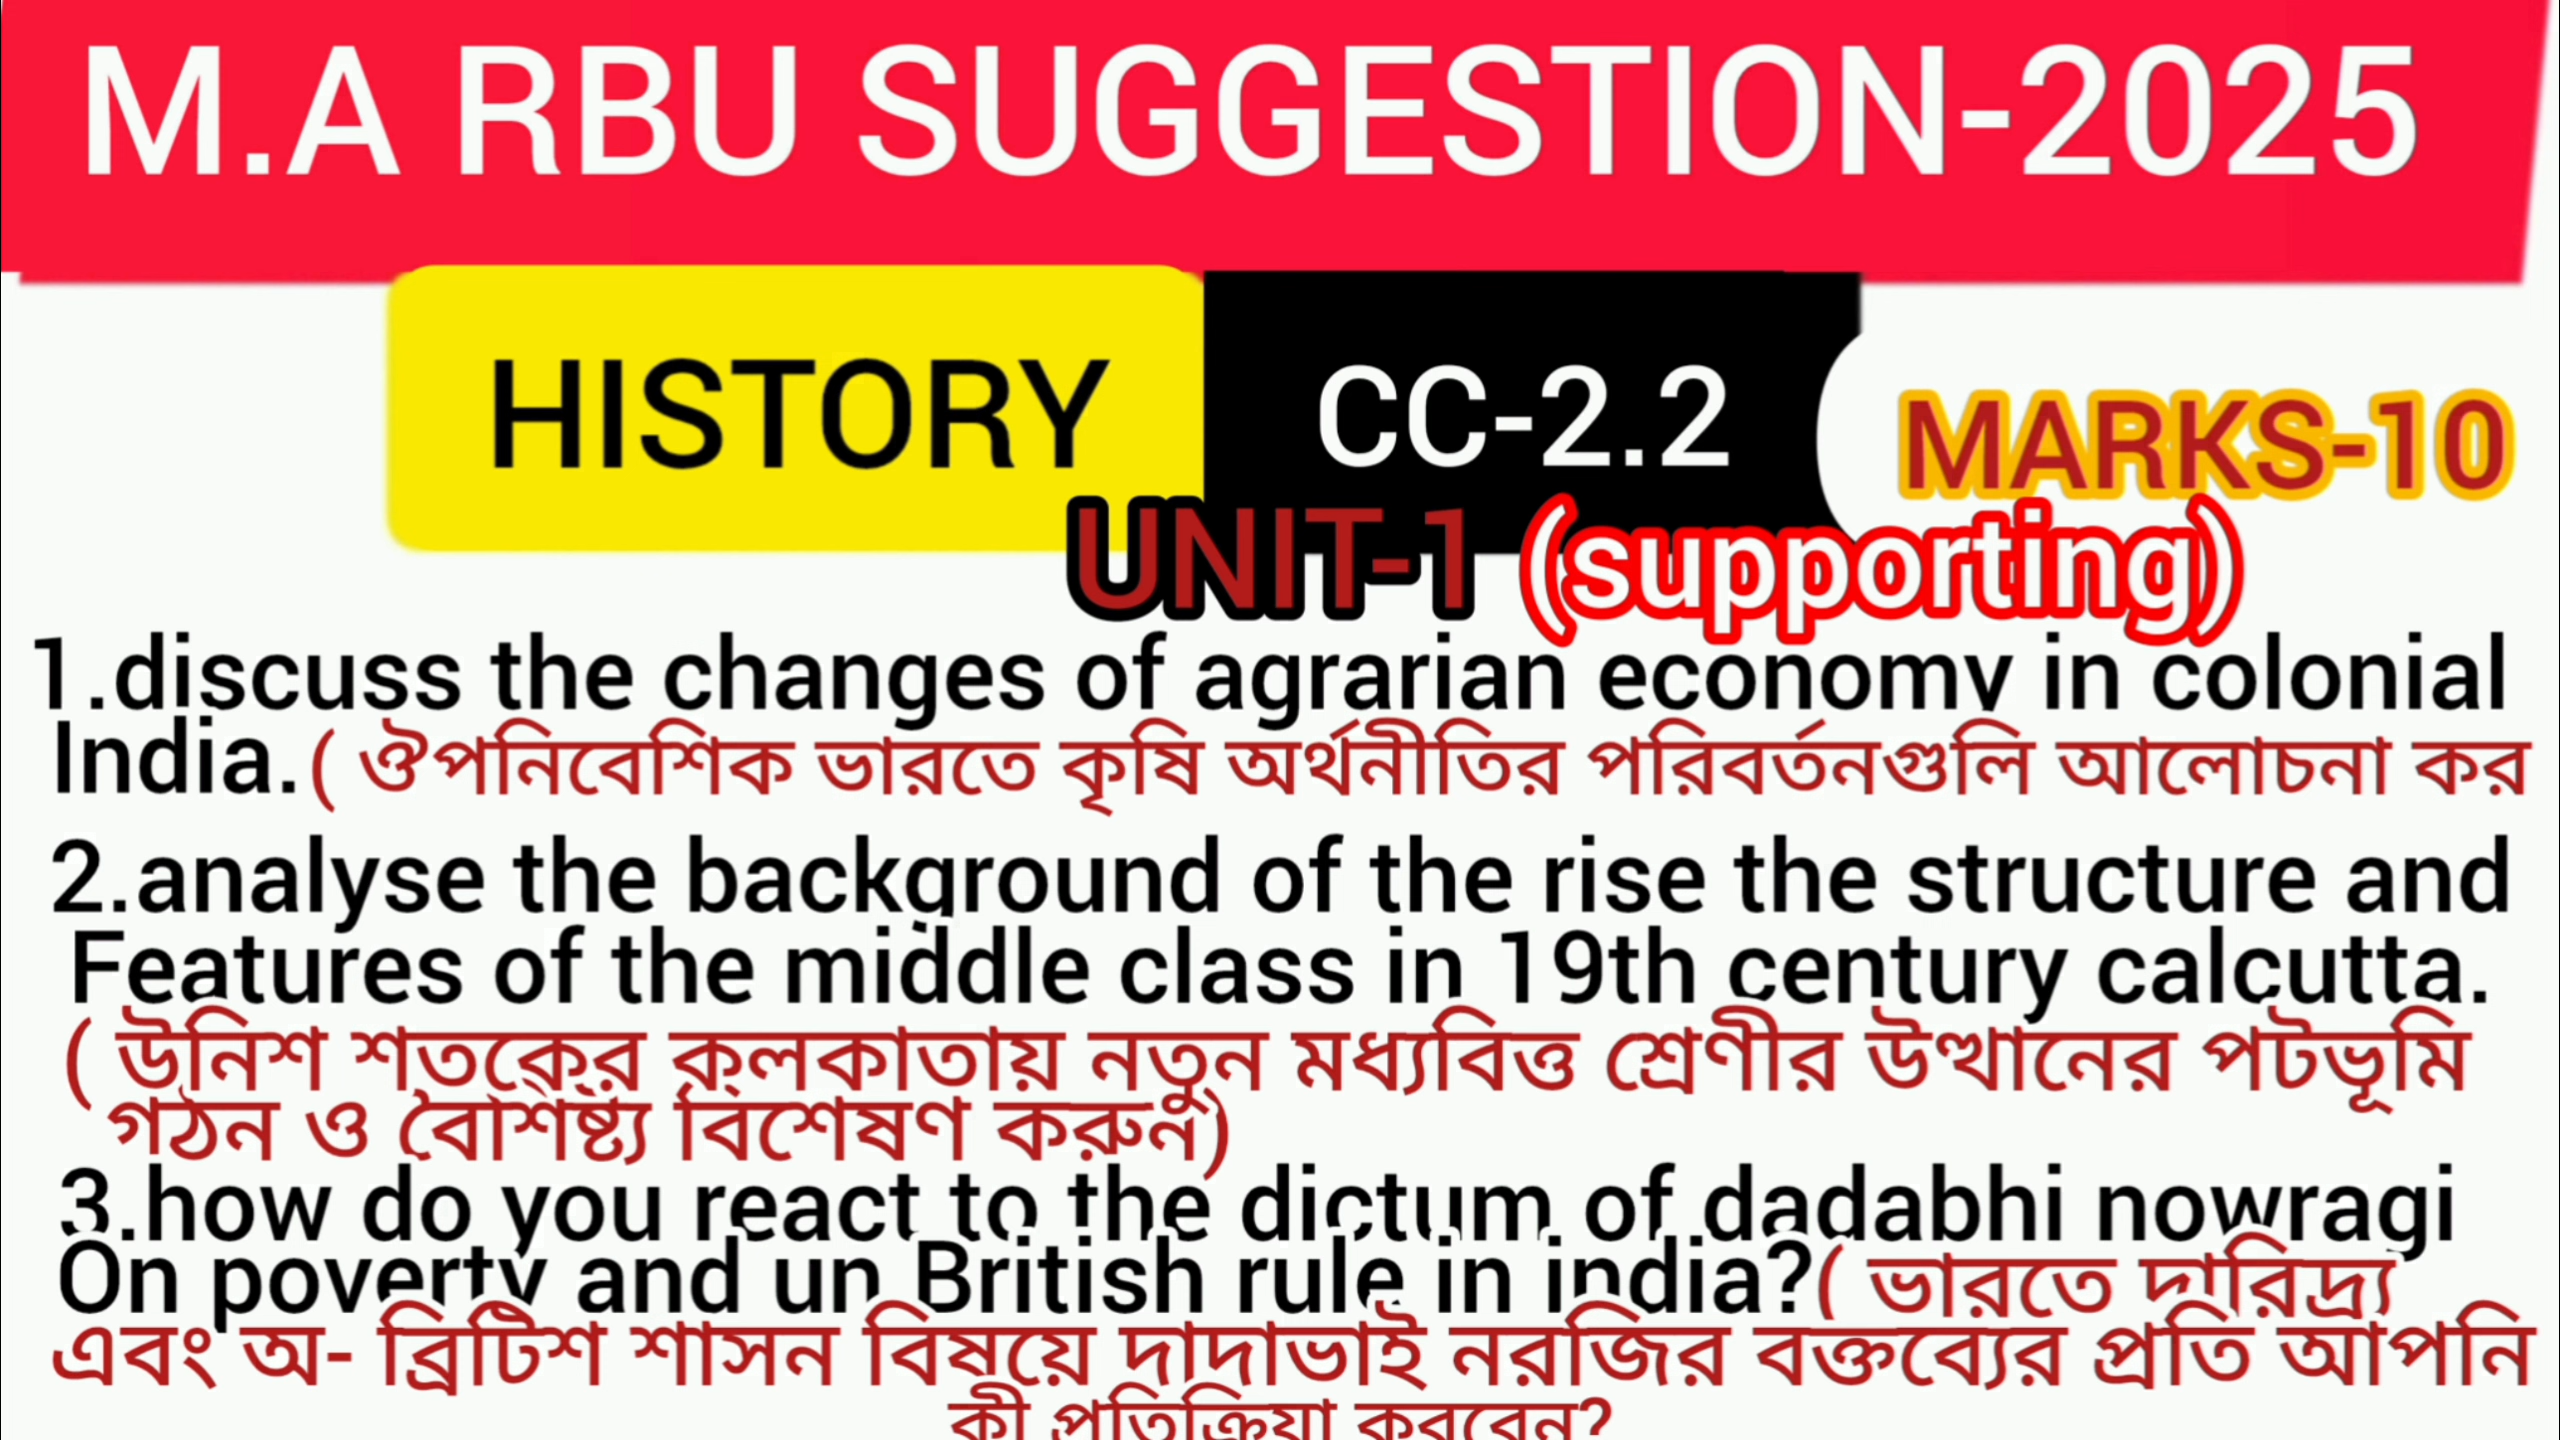 M.A RBU SUGGESTION-2025
HISTORY
CC-2.2
MARKS-10
UNIT-1 (supporting)
1.discuss the changes of agrarian economy in colonial
India.( ঔপনিবেশিক ভারতে কৃষি অর্থনীতির পরিবর্তনগুলি আলোচনা কর
2.analyse the background of the rise the structure and
Features of the middle class in 19th century calcutta.
( উনিশ শতকের কলকাতায় নতুন মধ্যবিত্ত শ্রেণীর উত্থানের পটভূমি
গঠন ও বৈশিষ্ট্য বিশেষণ করুন)
3.how do you react to the dictum of dadabhi nowragi
On poverty and un British rule in india?( ভারতে দারিদ্র্য
এবং অ- ব্রিটিশ শাসন বিষয়ে দাদাভাই নরজির বক্তব্যের প্রতি আপনি
কী প্রতিক্রিয়া করবেন?